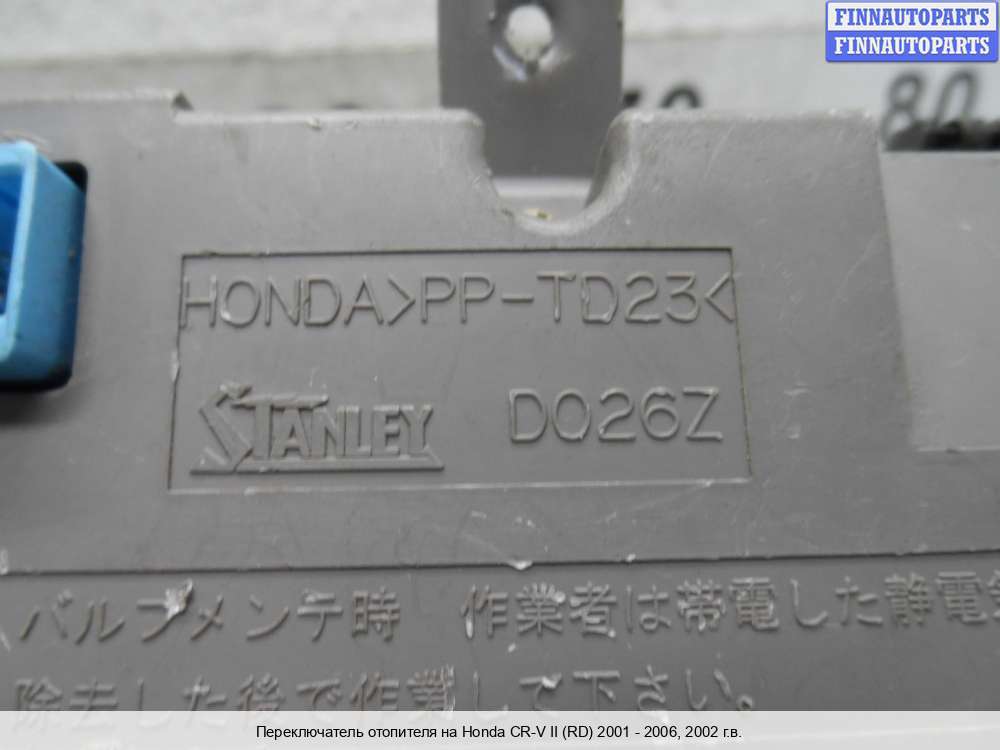 FINNAUTOPARTS
FINNAUTOPARTS
80
HONDA>PP-TD23<
STANLEY D026Z
バルブメンテ時 作業者は帯電した静電気
除去した後で作業して下さい。
Переключатель отопителя на Honda CR-V II (RD) 2001 - 2006, 2002 г.в.